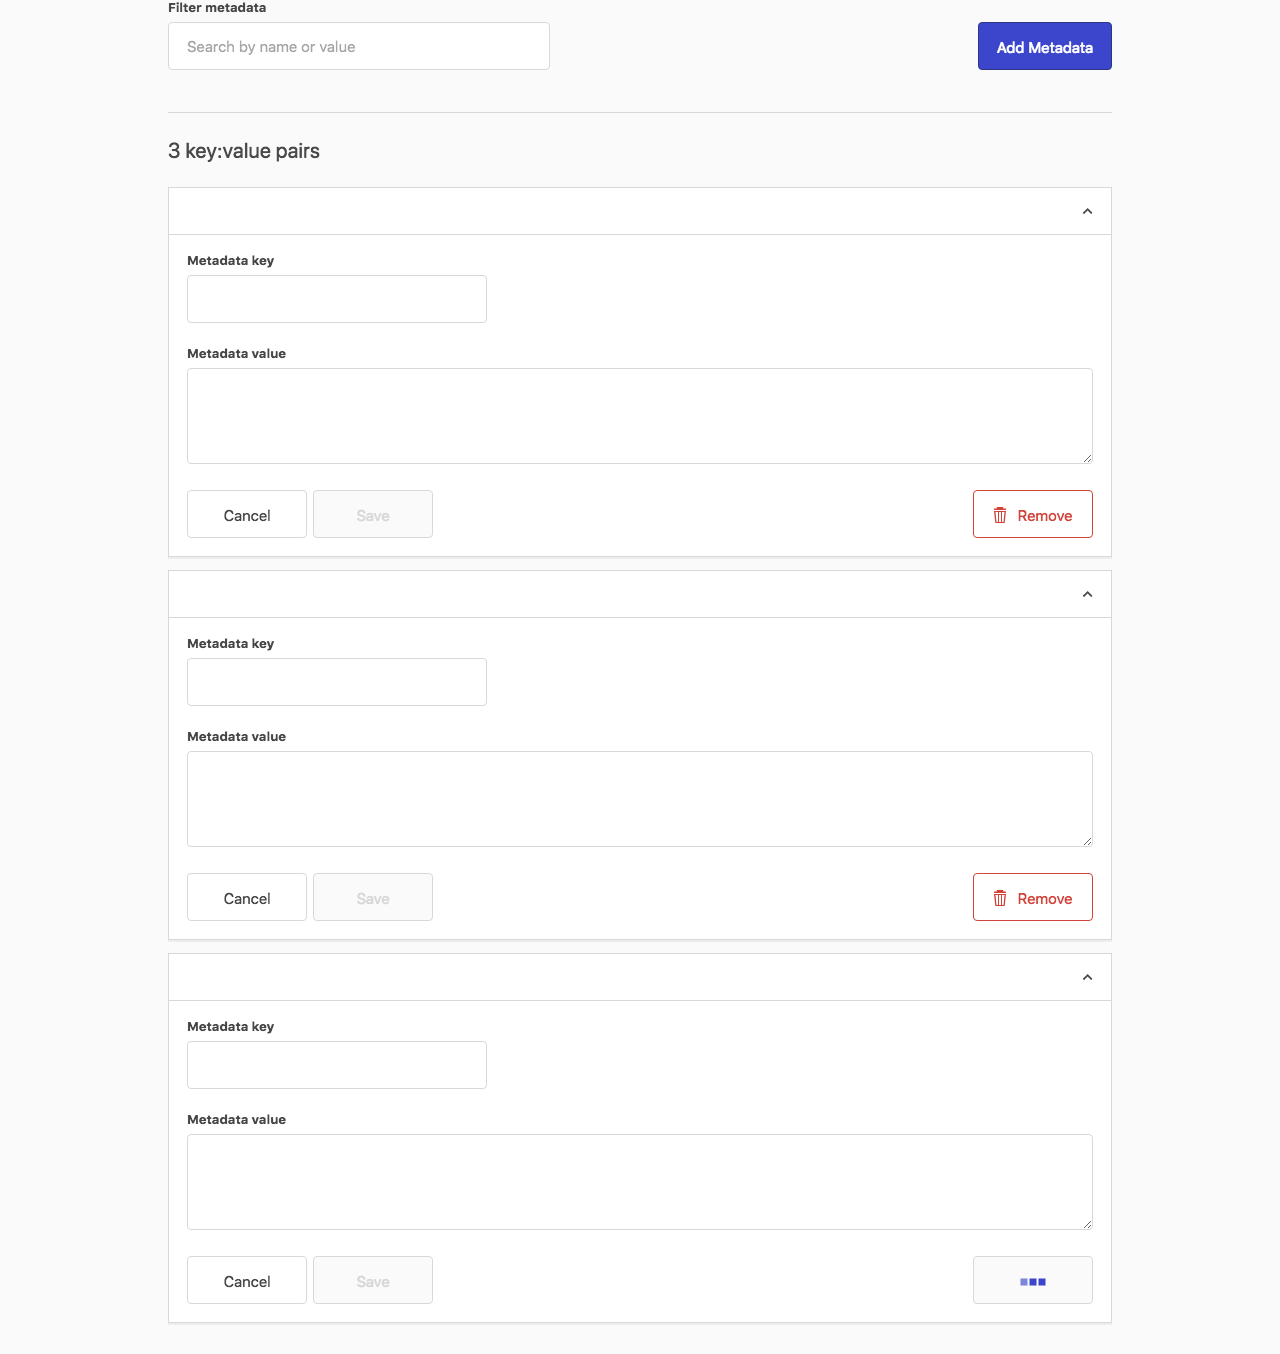 Filter metadata
Search by name or value
Add Metadata
3 key:value pairs
Metadata key
Metadata value
Cancel
Save
Remove
Metadata key
Metadata value
Cancel
Save
Remove
Metadata key
Metadata value
Cancel
Save